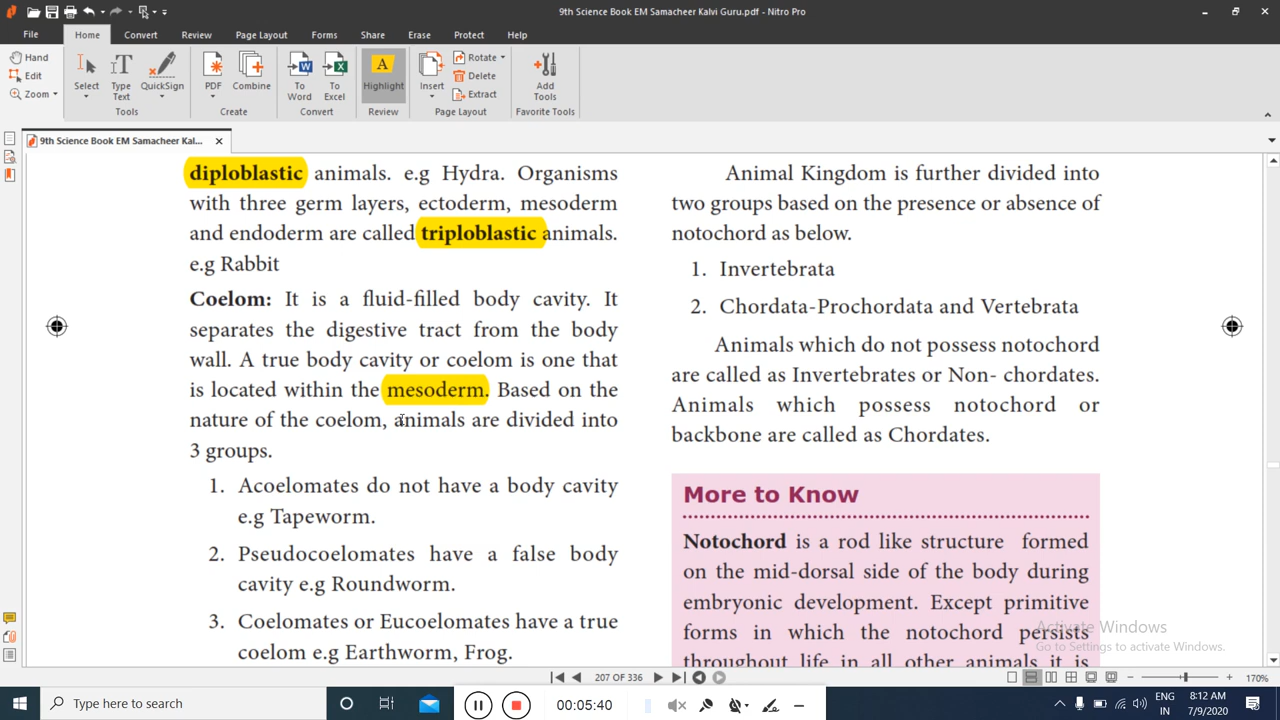 9th Science Book EM Samacheer Kalvi Guru.pdf - Nitro Pro
File
Home
Convert
Review
Page Layout
Forms
Share
Erase
Protect
Help
Hand
Edit
Zoom
Select
Type Text
QuickSign
Tools
PDF
Combine
Create
To Word
To Excel
Convert
Highlight
Review
Insert
Rotate
Delete
Extract
Page Layout
Add Tools
Favorite Tools
9th Science Book EM Samacheer Kal...
diploblastic animals. e.g Hydra. Organisms
with three germ layers, ectoderm, mesoderm
and endoderm are called triploblastic animals.
e.g Rabbit
Coelom: It is a fluid-filled body cavity. It
separates the digestive tract from the body
wall. A true body cavity or coelom is one that
is located within the mesoderm. Based on the
nature of the coelom, animals are divided into
3 groups.
1. Acoelomates do not have a body cavity
e.g Tapeworm.
2. Pseudocoelomates have a false body
cavity e.g Roundworm.
3. Coelomates or Eucoelomates have a true
coelom e.g Earthworm, Frog.
Animal Kingdom is further divided into
two groups based on the presence or absence of
notochord as below.
1. Invertebrata
2. Chordata-Prochordata and Vertebrata
Animals which do not possess notochord
are called as Invertebrates or Non- chordates.
Animals which possess notochord or
backbone are called as Chordates.
More to Know
Notochord is a rod like structure formed
on the mid-dorsal side of the body during
embryonic development. Except primitive
forms in which the notochord persists
throughout life in all other animals it is
Activate Windows
Go to Settings to activate Windows.
207 OF 336
170%
Type here to search
00:05:40
ENG
IN
8:12 AM
7/9/2020